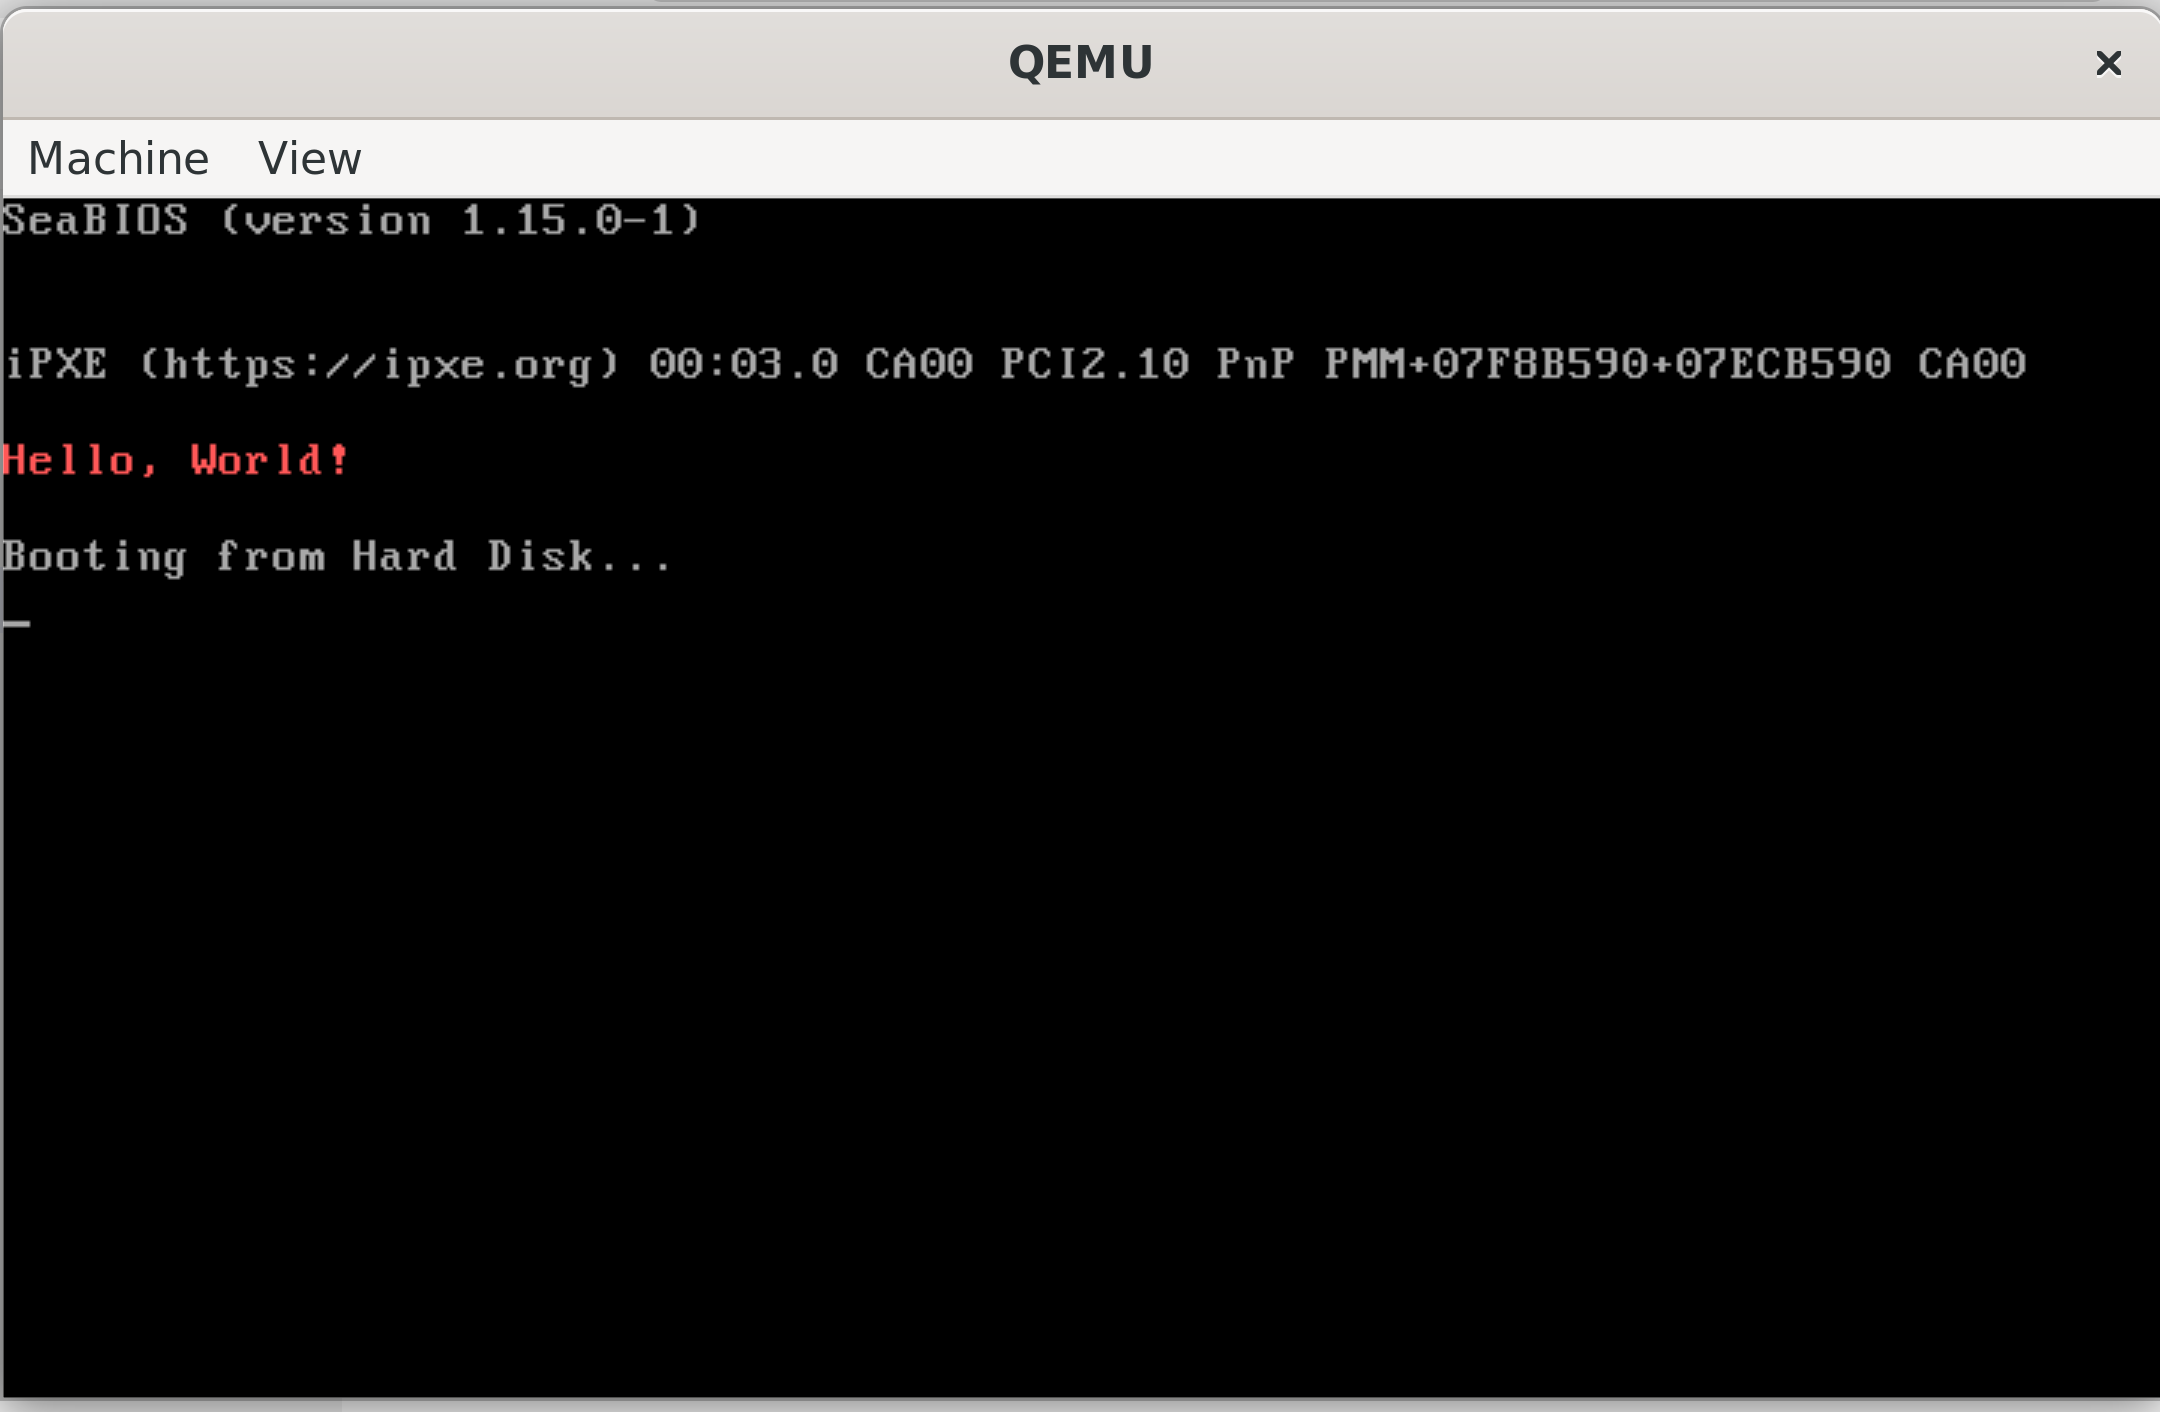 QEMU
Machine View
SeaBIOS (version 1.15.0-1)
iPXE (https://ipxe.org) 00:03.0 CA00 PCI2.10 PnP PMM+07F8B590+07ECB590 CA00
Hello, World!
Booting from Hard Disk...
_